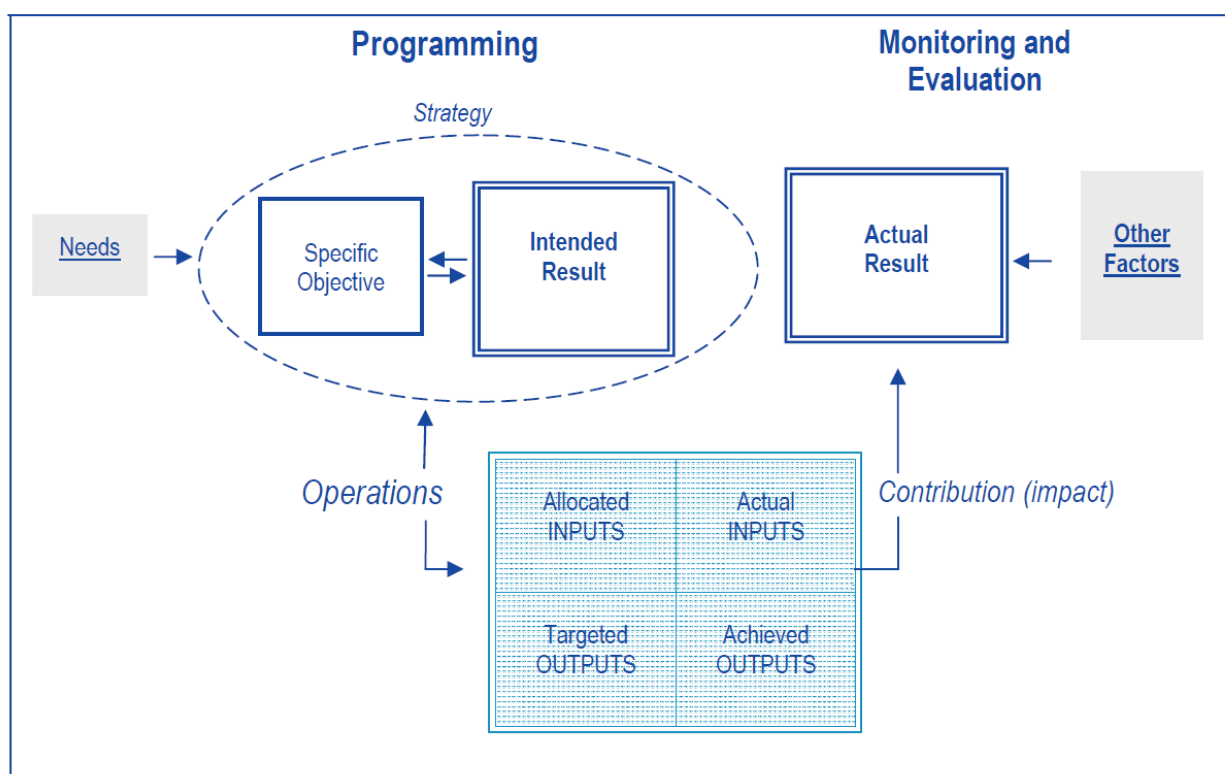 Programming
Monitoring and
Evaluation
Strategy
Needs
Specific
Objective
Intended
Result
Actual
Result
Other
Factors
Operations
Allocated
INPUTS
Actual
INPUTS
Contribution (impact)
Targeted
OUTPUTS
Achieved
OUTPUTS